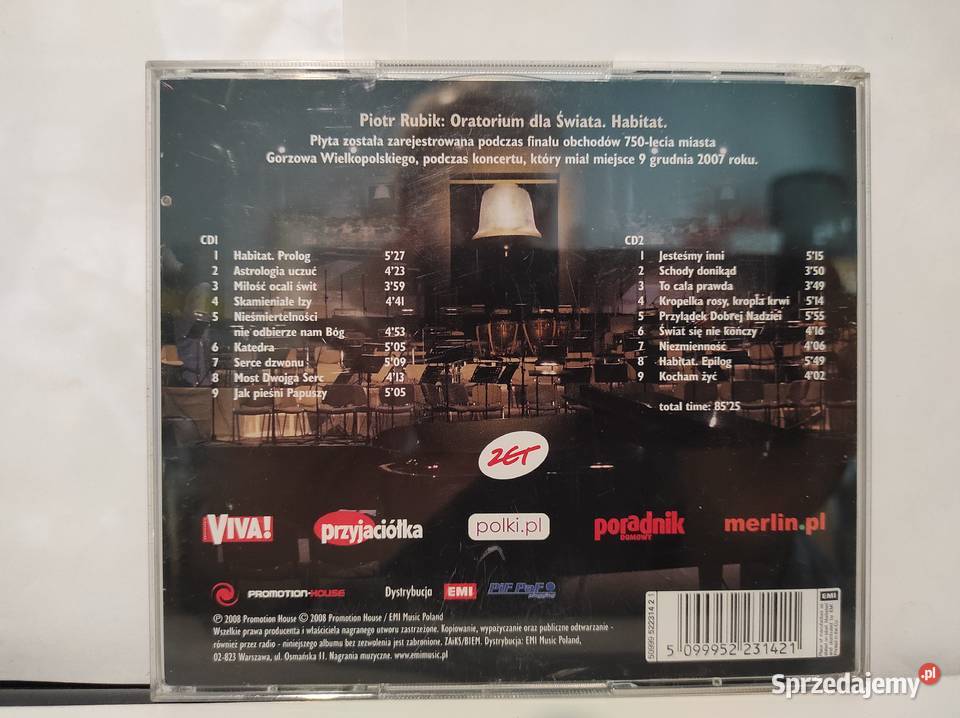 Piotr Rubik: Oratorium dla Świata. Habitat.
Płyta została zarejestrowana podczas finału obchodów 750-lecia miasta
Gorzowa Wielkopolskiego, podczas koncertu, który miał miejsce 9 grudnia 2007 roku.
CD1
1 Habitat. Prolog 5'27
2 Astrologia uczuć 4'23
3 Miłość ocali świt 3'59
4 Skamieniałe łzy 4'41
5 Nieśmiertelności
nie odbierze nam Bóg 4'53
6 Katedra 5'05
7 Serce dzwonu 5'09
8 Most Dwojga Serc 4'13
9 Jak pieśni Papuszy 5'05
CD2
1 Jesteśmy inni 5'15
2 Schody donikąd 3'50
3 To cała prawda 3'49
4 Kropelka rosy, kropla krwi 5'14
5 Przylądek Dobrej Nadziei 5'55
6 Świat się nie kończy 4'16
7 Niezmienność 4'06
8 Habitat. Epilog 5'49
9 Kocham żyć 4'02
total time: 85'25
ZET
VIVA!
przyjaciółka
polki.pl
poradnik
DOMOWY
merlin.pl
PROMOTION-HOUSE
Dystrybucja
EMI
PiF PaF
℗ 2008 Promotion House © 2008 Promotion House / EMI Music Poland
Wszelkie prawa producenta i właściciela nagranego utworu zastrzeżone. Kopiowanie, wypożyczanie oraz publiczne odtwarzanie -
również przez radio - niniejszego albumu bez zezwolenia jest zabronione. ZAiKS/BIEM. Dystrybucja: EMI Music Poland,
02-823 Warszawa, ul. Osmańska 11. Nagrania muzyczne. www.emimusic.pl
50999 522314 2 1
5 099952 231421
EMI
Sprzedajemy.pl